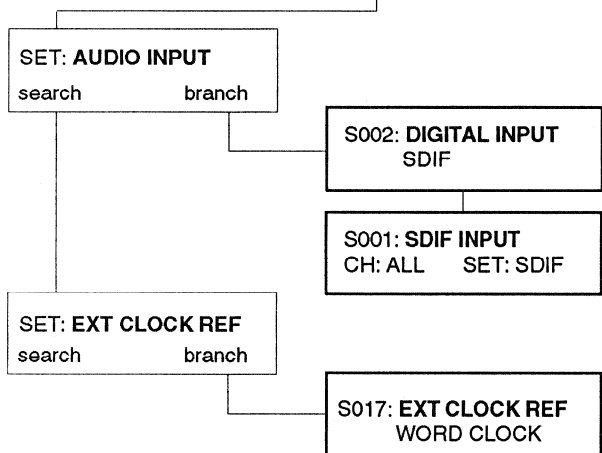 SET: AUDIO INPUT
search branch
S002: DIGITAL INPUT
SDIF
S001: SDIF INPUT
CH: ALL SET: SDIF
SET: EXT CLOCK REF
search branch
S017: EXT CLOCK REF
WORD CLOCK